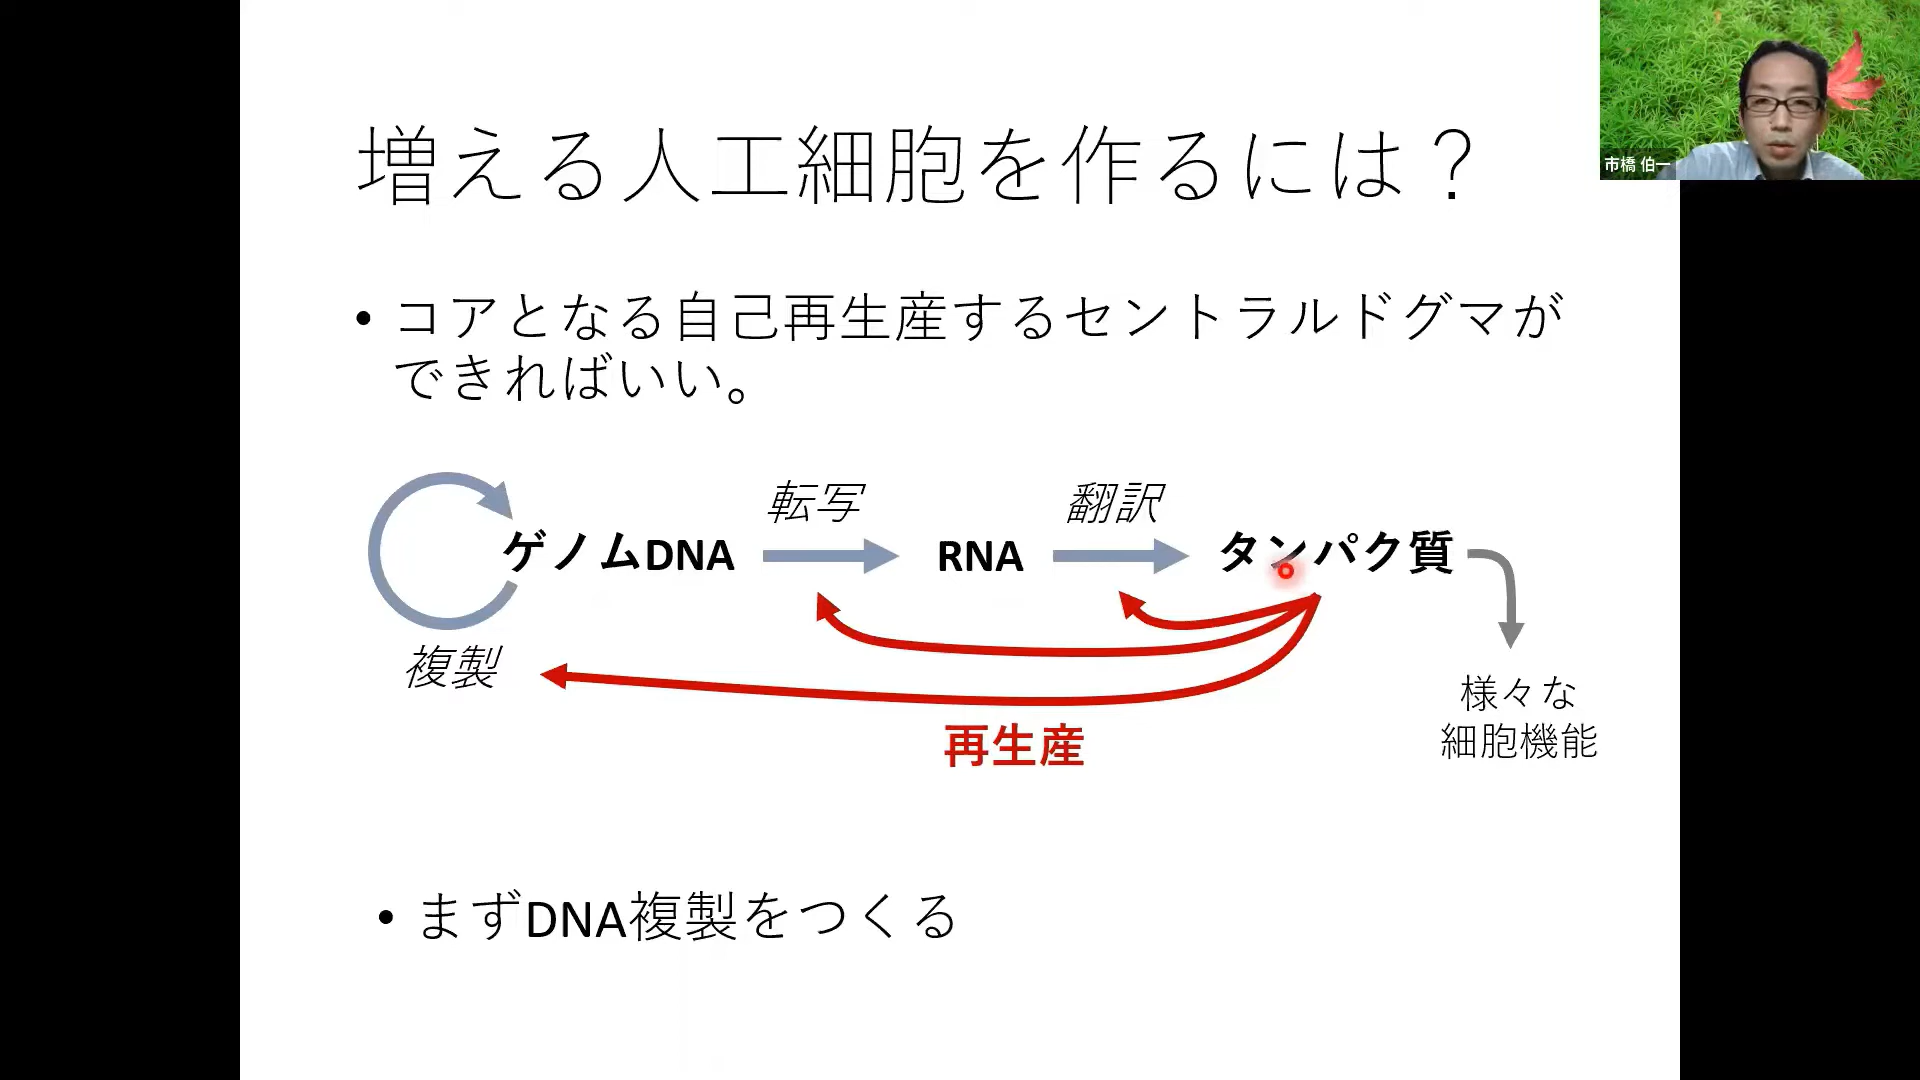 増える人工細胞を作るには？
市橋 伯一
• コアとなる自己再生産するセントラルドグマが
できればいい。
転写
翻訳
ゲノムDNA
RNA
タンパク質
複製
再生産
様々な
細胞機能
• まずDNA複製をつくる